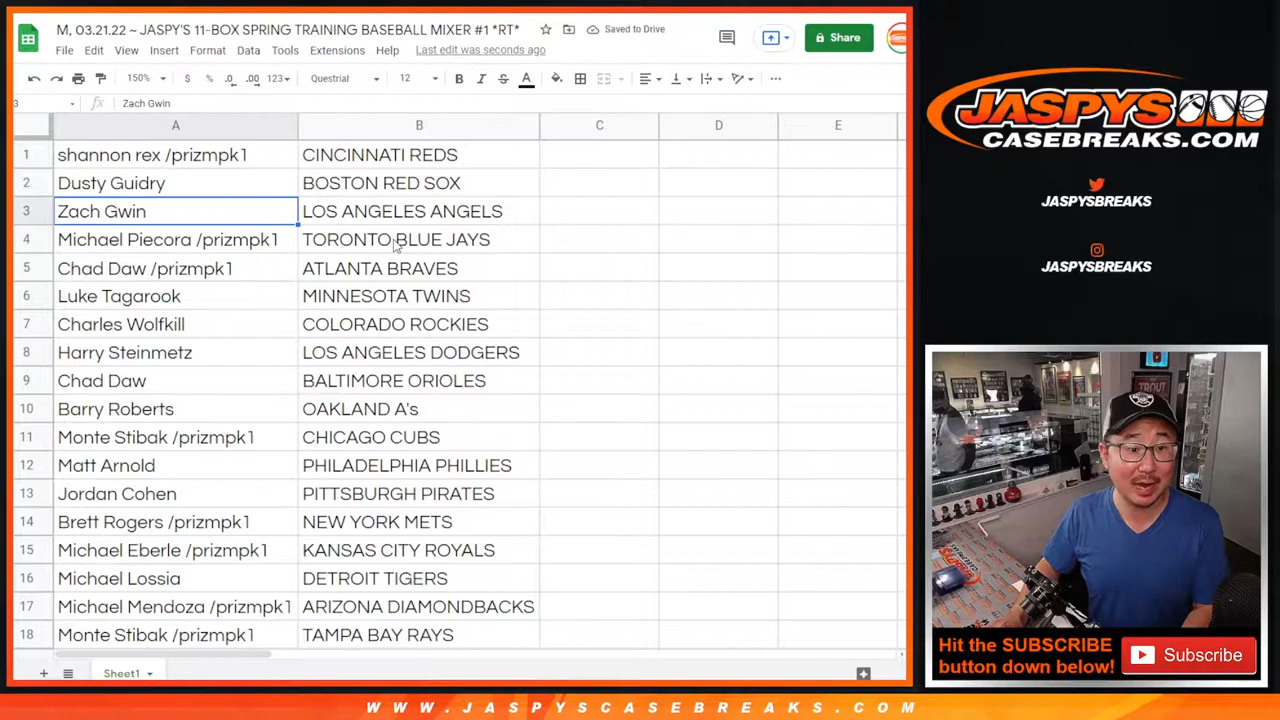 M, 03.21.22 ~ JASPY'S 11-BOX SPRING TRAINING BASEBALL MIXER #1 *RT*
Saved to Drive
File Edit View Insert Format Data Tools Extensions Help Last edit was seconds ago
Share
150% $ % .0 .00 123 Questrial 12 B I S A
3 fx Zach Gwin
A B C D E
1 shannon rex /prizmpk1 CINCINNATI REDS
2 Dusty Guidry BOSTON RED SOX
3 Zach Gwin LOS ANGELES ANGELS
4 Michael Piecora /prizmpk1 TORONTO BLUE JAYS
5 Chad Daw /prizmpk1 ATLANTA BRAVES
6 Luke Tagarook MINNESOTA TWINS
7 Charles Wolfkill COLORADO ROCKIES
8 Harry Steinmetz LOS ANGELES DODGERS
9 Chad Daw BALTIMORE ORIOLES
10 Barry Roberts OAKLAND A's
11 Monte Stibak /prizmpk1 CHICAGO CUBS
12 Matt Arnold PHILADELPHIA PHILLIES
13 Jordan Cohen PITTSBURGH PIRATES
14 Brett Rogers /prizmpk1 NEW YORK METS
15 Michael Eberle /prizmpk1 KANSAS CITY ROYALS
16 Michael Lossia DETROIT TIGERS
17 Michael Mendoza /prizmpk1 ARIZONA DIAMONDBACKS
18 Monte Stibak /prizmpk1 TAMPA BAY RAYS
Sheet1
JASPYS
CASEBREAKS.COM
JASPYSBREAKS
JASPYSBREAKS
TROUT
Hit the SUBSCRIBE
button down below!
Subscribe
WWW.JASPYSCASEBREAKS.COM